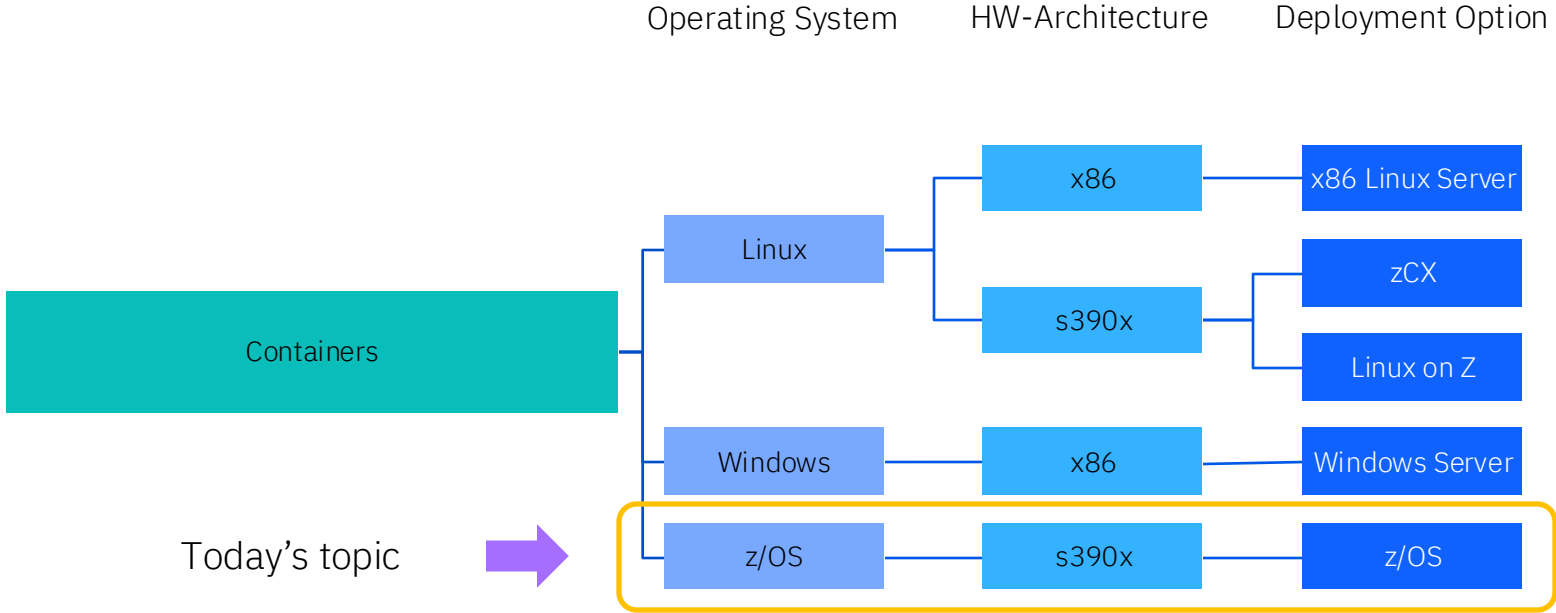 Operating System
HW-Architecture
Deployment Option
x86
x86 Linux Server
Linux
zCX
s390x
Containers
Linux on Z
Windows
x86
Windows Server
Today’s topic
z/OS
s390x
z/OS